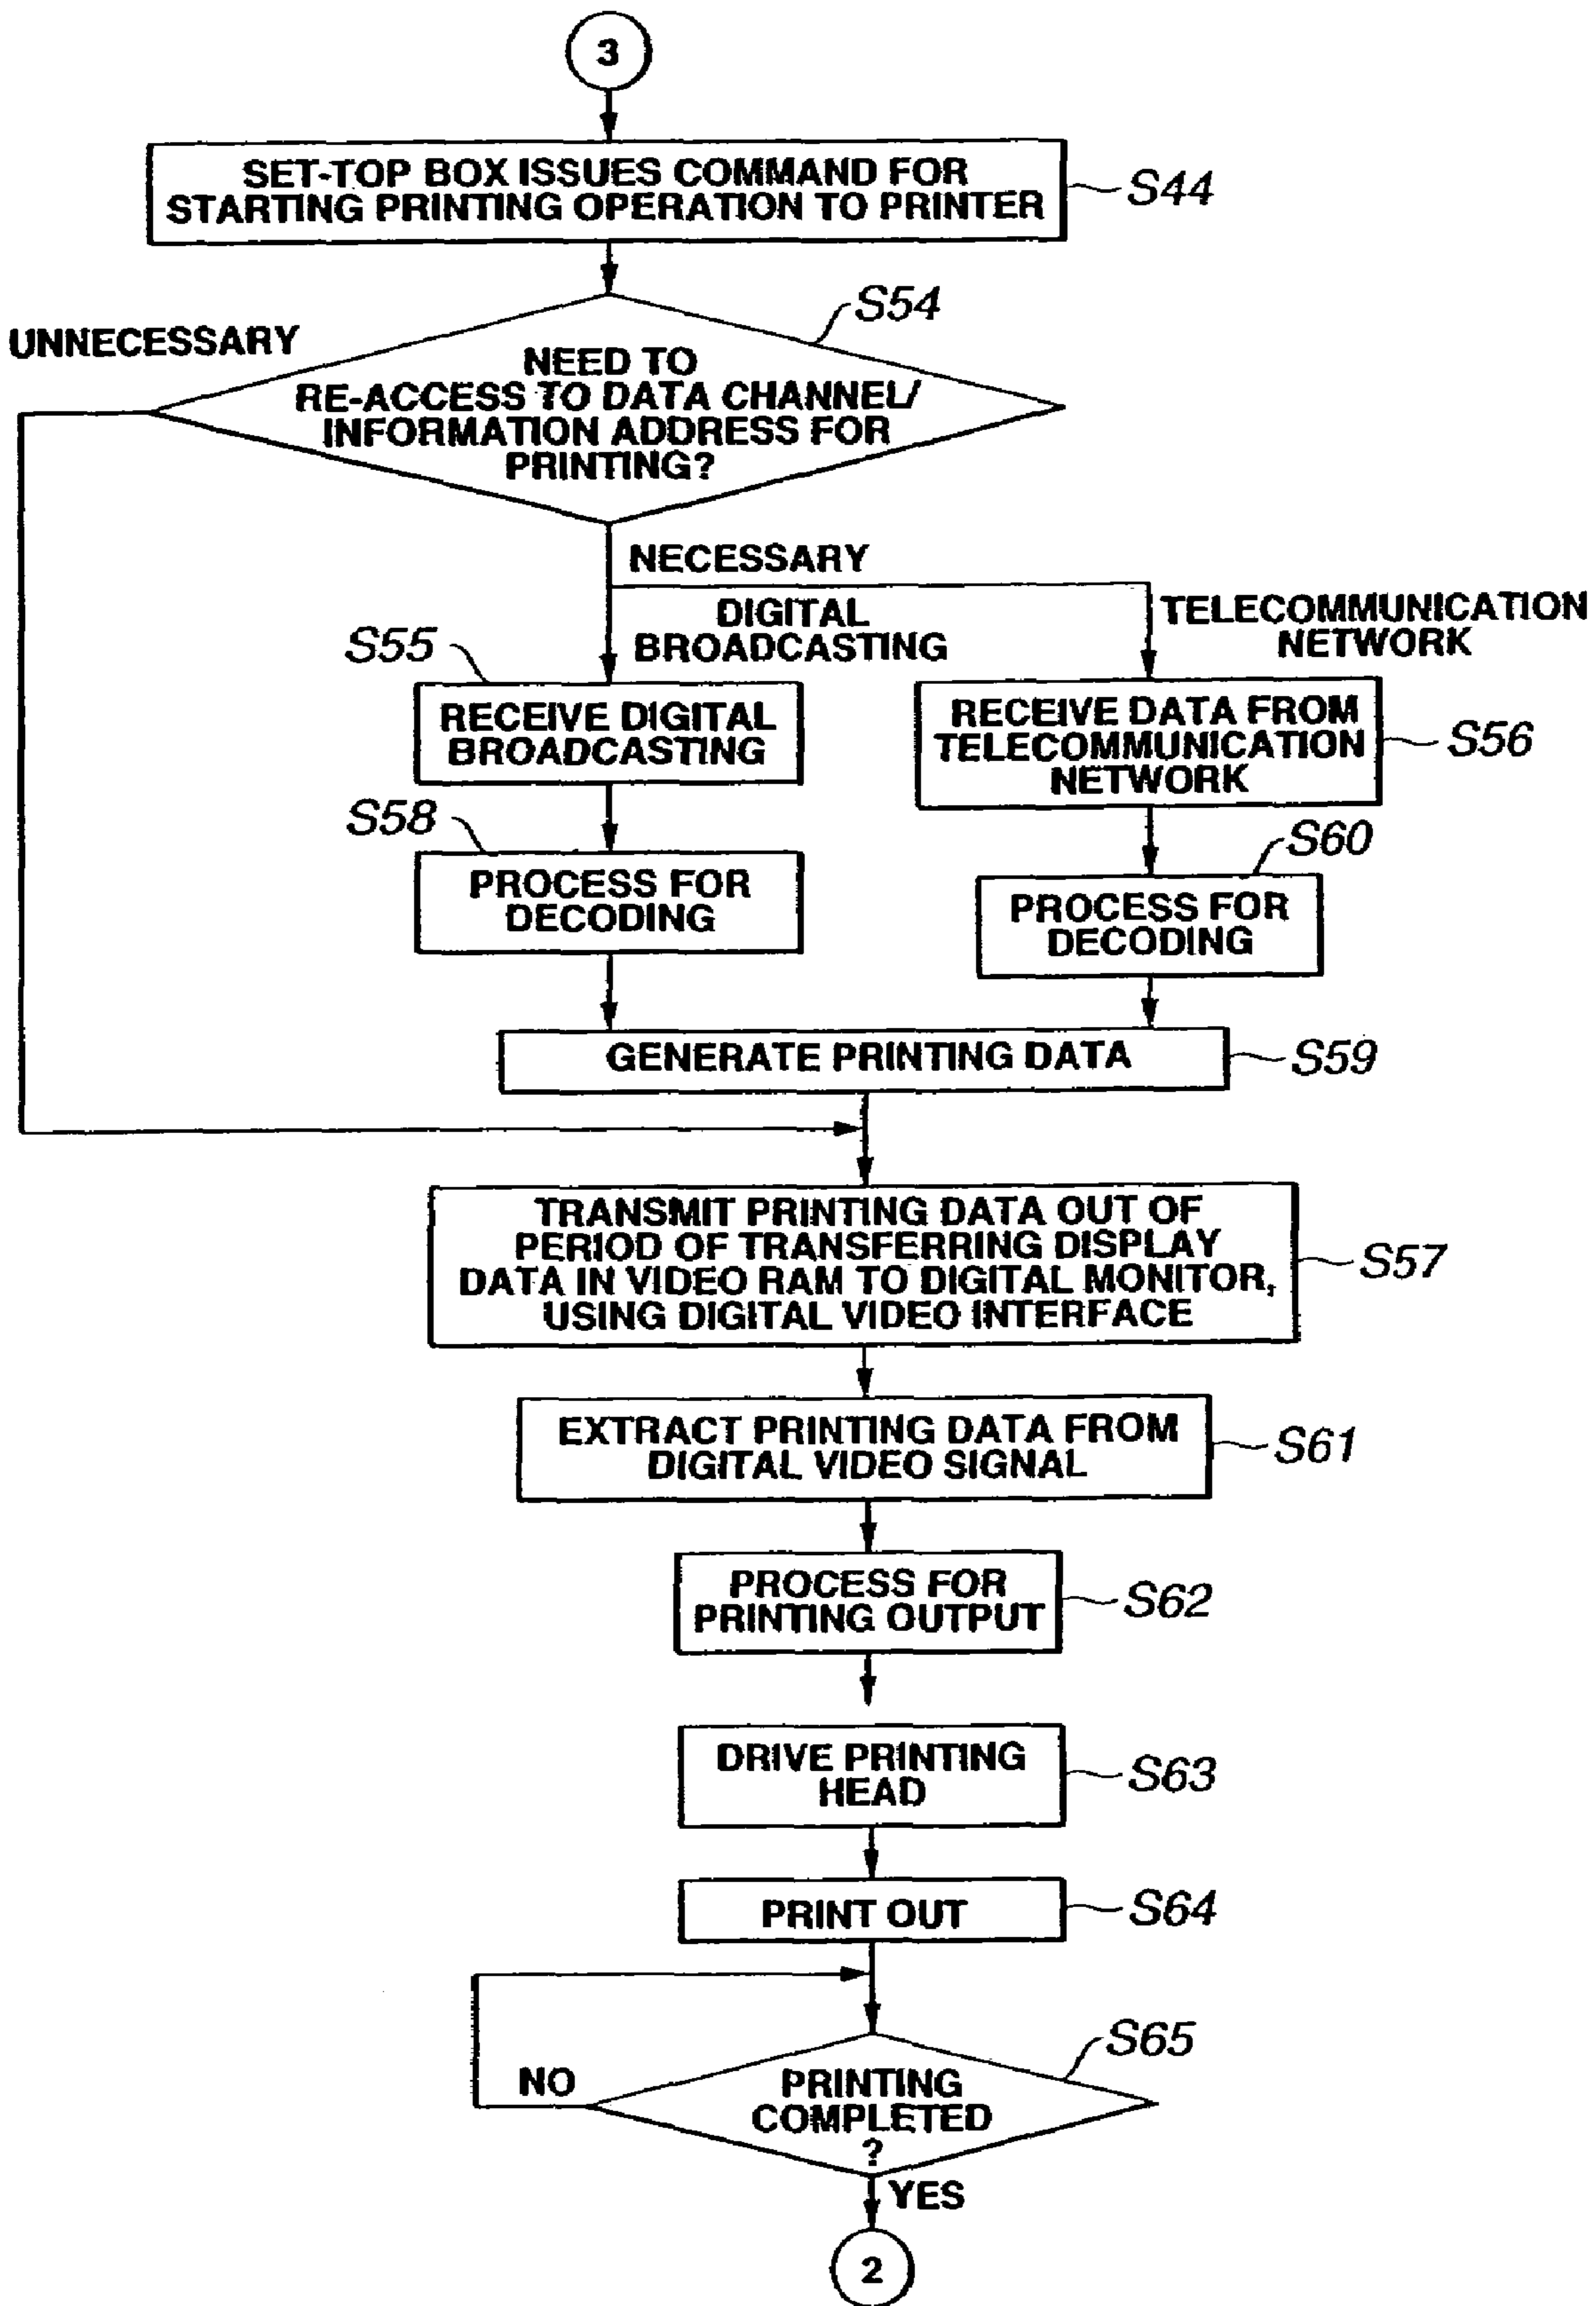 3
SET-TOP BOX ISSUES COMMAND FOR
STARTING PRINTING OPERATION TO PRINTER
S44
S54
UNNECESSARY
NEED TO
RE-ACCESS TO DATA CHANNEL/
INFORMATION ADDRESS FOR
PRINTING?
NECESSARY
DIGITAL
BROADCASTING
TELECOMMUNICATION
NETWORK
S55
RECEIVE DIGITAL
BROADCASTING
RECEIVE DATA FROM
TELECOMMUNICATION
NETWORK
S56
S58
PROCESS FOR
DECODING
S60
PROCESS FOR
DECODING
GENERATE PRINTING DATA
S59
TRANSMIT PRINTING DATA OUT OF
PERIOD OF TRANSFERRING DISPLAY
DATA IN VIDEO RAM TO DIGITAL MONITOR,
USING DIGITAL VIDEO INTERFACE
S57
EXTRACT PRINTING DATA FROM
DIGITAL VIDEO SIGNAL
S61
PROCESS FOR
PRINTING OUTPUT
S62
DRIVE PRINTING
HEAD
S63
PRINT OUT
S64
S65
NO
PRINTING
COMPLETED
?
YES
2